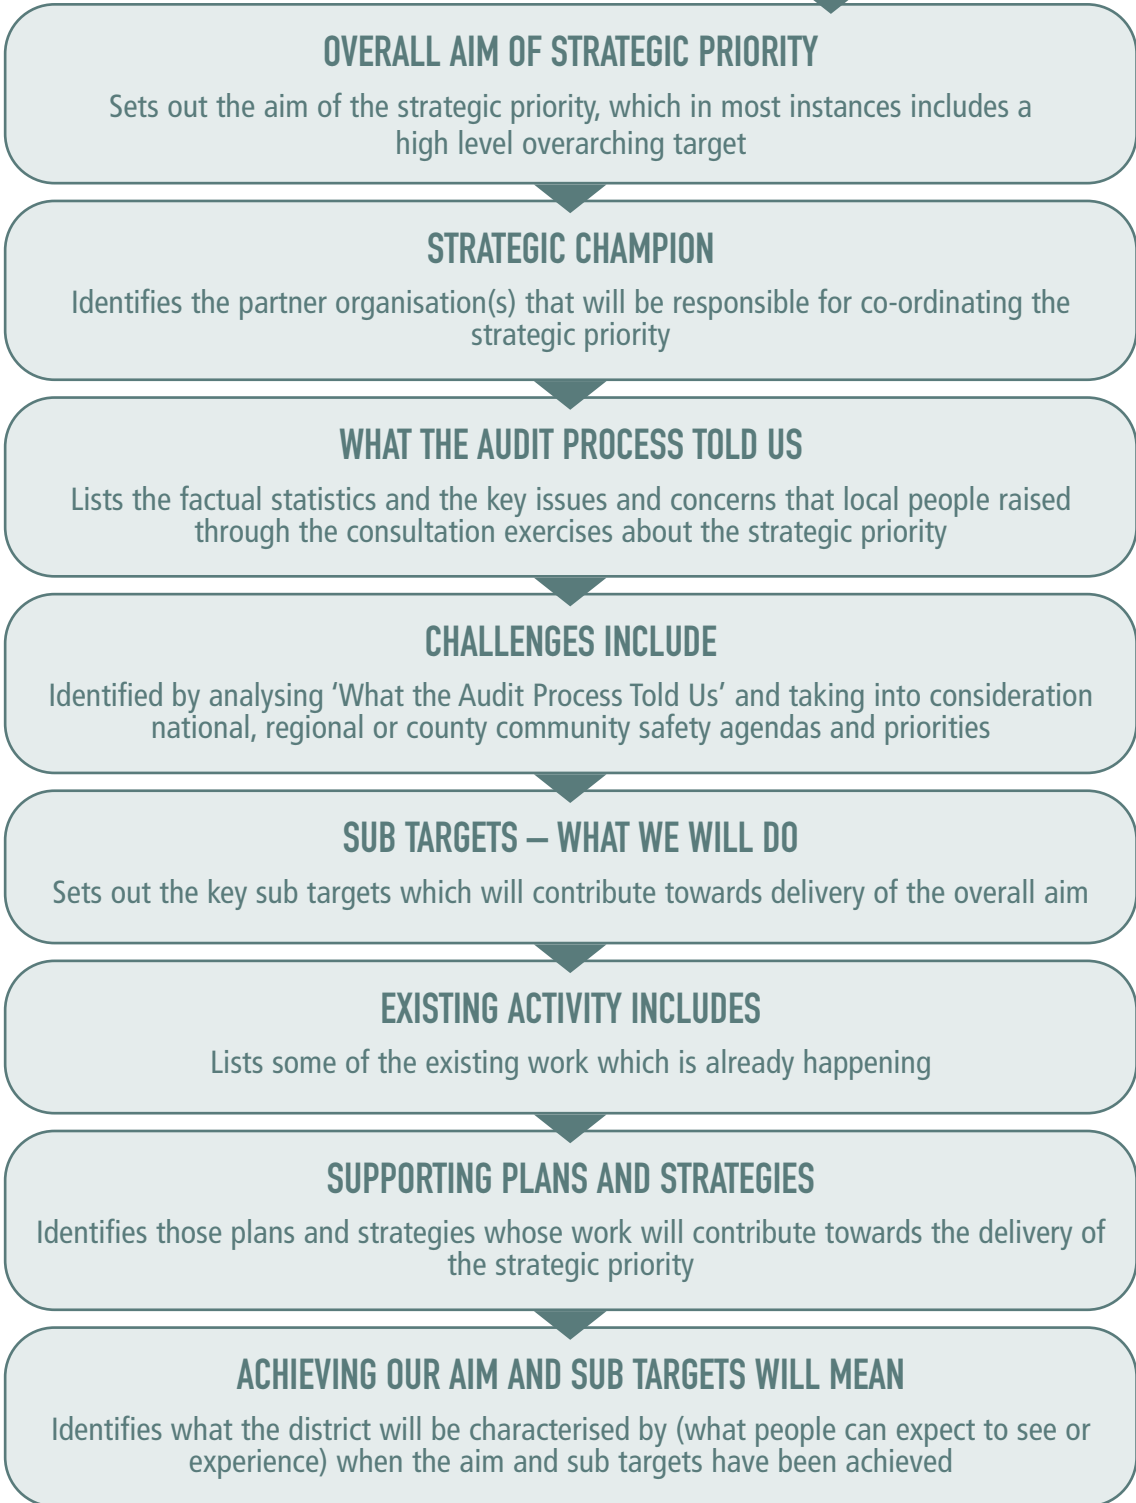 OVERALL AIM OF STRATEGIC PRIORITY
Sets out the aim of the strategic priority, which in most instances includes a
high level overarching target
STRATEGIC CHAMPION
Identifies the partner organisation(s) that will be responsible for co-ordinating the
strategic priority
WHAT THE AUDIT PROCESS TOLD US
Lists the factual statistics and the key issues and concerns that local people raised
through the consultation exercises about the strategic priority
CHALLENGES INCLUDE
Identified by analysing ‘What the Audit Process Told Us’ and taking into consideration
national, regional or county community safety agendas and priorities
SUB TARGETS – WHAT WE WILL DO
Sets out the key sub targets which will contribute towards delivery of the overall aim
EXISTING ACTIVITY INCLUDES
Lists some of the existing work which is already happening
SUPPORTING PLANS AND STRATEGIES
Identifies those plans and strategies whose work will contribute towards the delivery of
the strategic priority
ACHIEVING OUR AIM AND SUB TARGETS WILL MEAN
Identifies what the district will be characterised by (what people can expect to see or
experience) when the aim and sub targets have been achieved